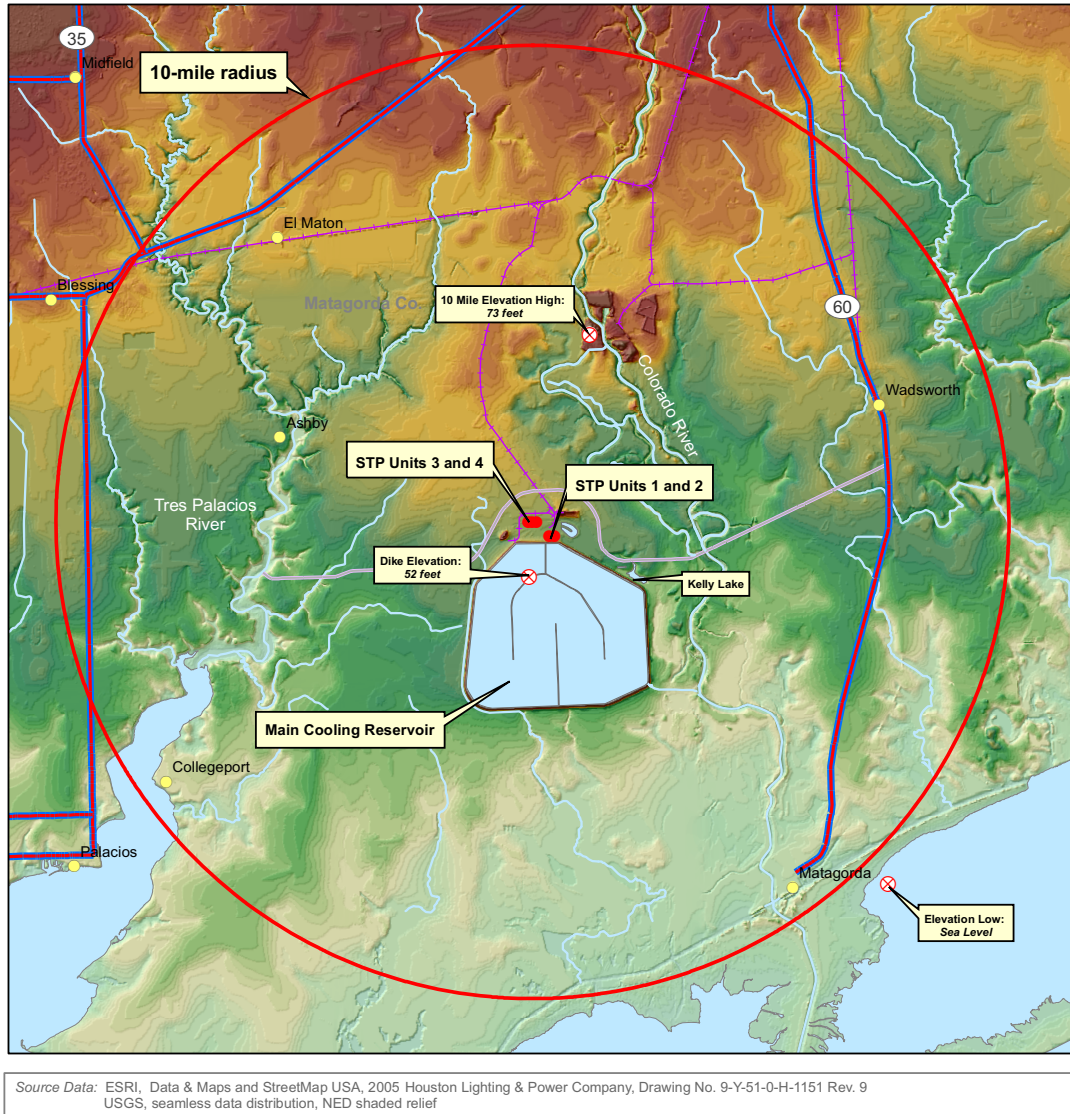 35
Midfield
10-mile radius
El Maton
Blessing
Matagorda Co
10 Mile Elevation High:
73 feet
60
Colorado River
Wadsworth
Ashby
STP Units 3 and 4
STP Units 1 and 2
Tres Palacios
River
Dike Elevation:
52 feet
Kelly Lake
Main Cooling Reservoir
Collegeport
Palacios
Matagorda
Elevation Low:
Sea Level
Source Data: ESRI, Data & Maps and StreetMap USA, 2005 Houston Lighting & Power Company, Drawing No. 9-Y-51-0-H-1151 Rev. 9
USGS, seamless data distribution, NED shaded relief